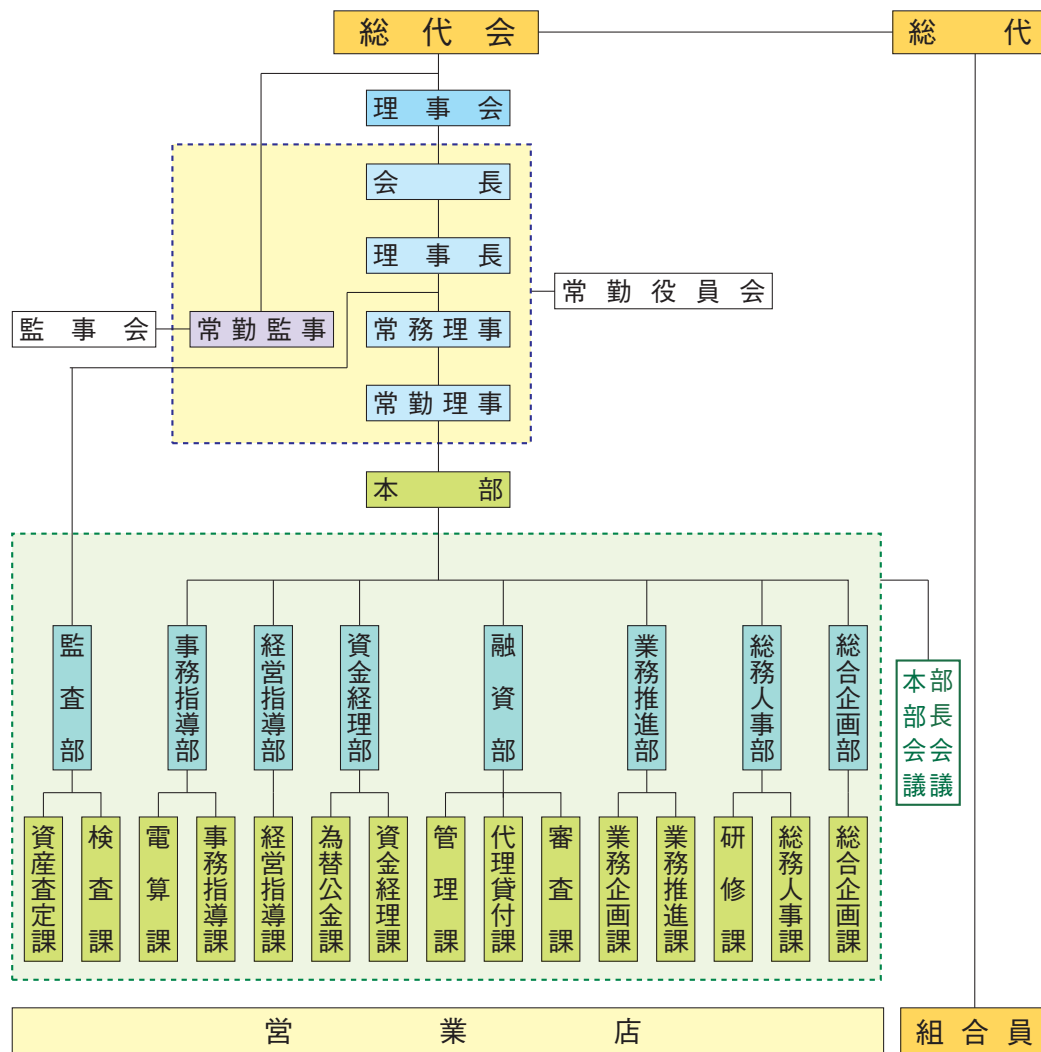 総代会
総代
理事会
会長
理事長
常勤役員会
監事会
常勤監事
常務理事
常勤理事
本部
監査部
事務指導部
経営指導部
資金経理部
融資部
業務推進部
総務人事部
総合企画部
部長会議
本部会議
資産査定課
検査課
電算課
事務指導課
経営指導課
為替公金課
資金経理課
管理課
代理貸付課
審査課
業務企画課
業務推進課
研修課
総務人事課
総合企画課
営業店
組合員